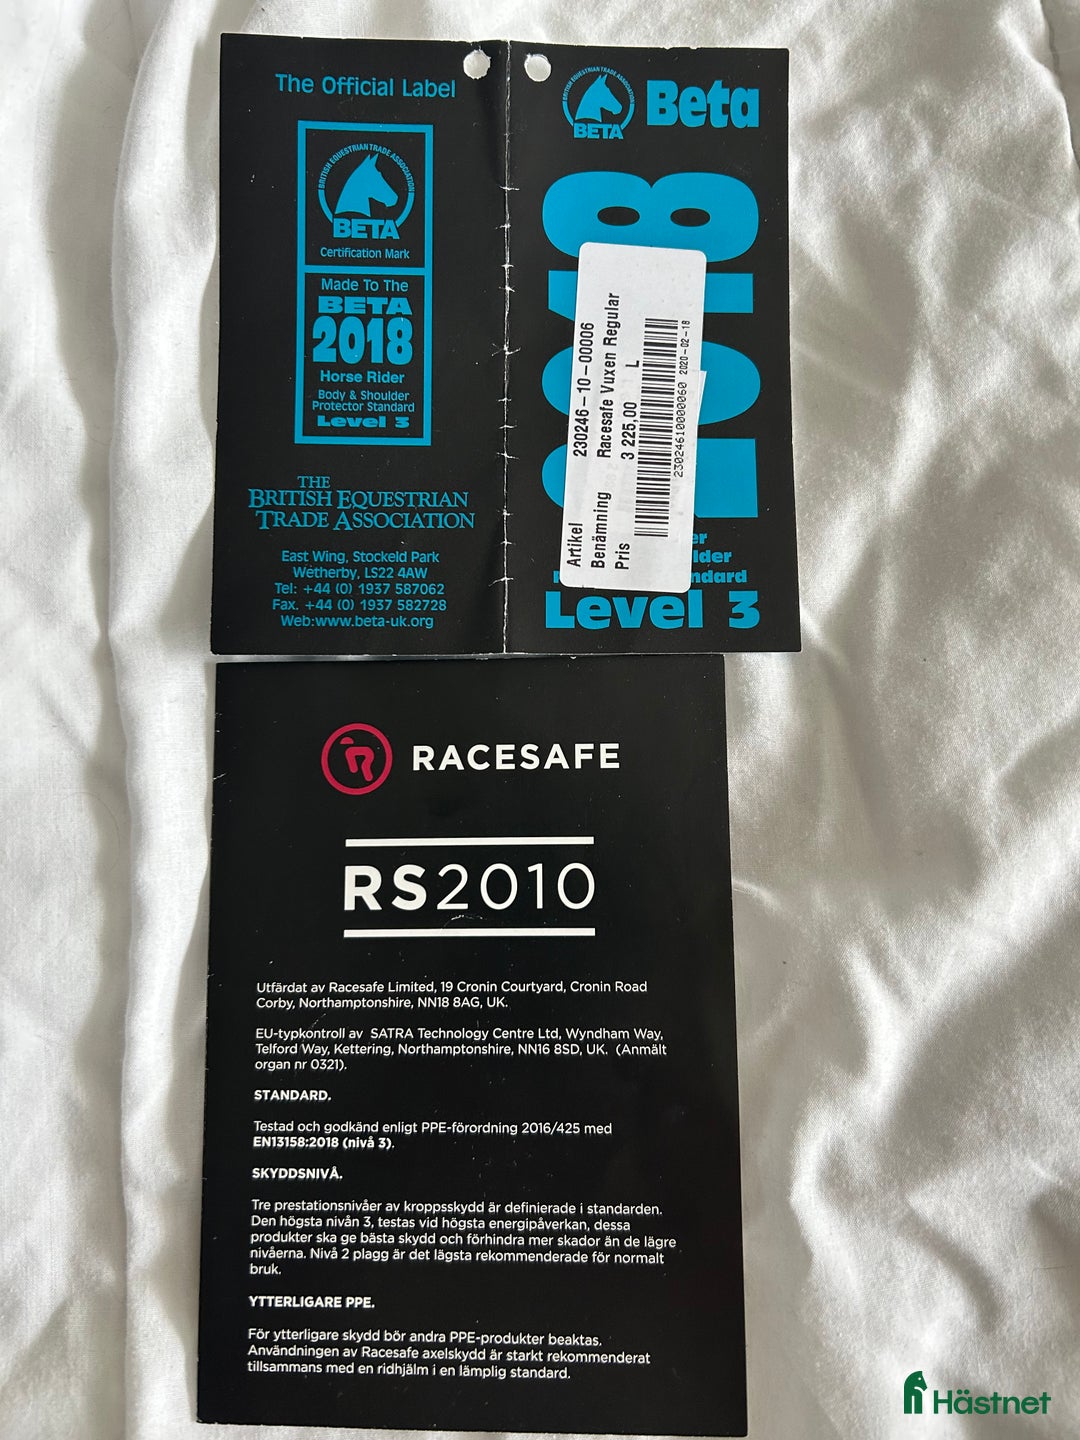 The Official Label
BRITISH EQUESTRIAN TRADE ASSOCIATION
BETA
Certification Mark
Made To The
BETA
2018
Horse Rider
Body & Shoulder
Protector Standard
Level 3
THE
BRITISH EQUESTRIAN
TRADE ASSOCIATION
East Wing, Stockeld Park
Wetherby, LS22 4AW
Tel: +44 (0) 1937 587062
Fax. +44 (0) 1937 582728
Web:www.beta-uk.org
BRITISH EQUESTRIAN TRADE ASSOCIATION
BETA
Beta
2018
Artikel 230246-10-00006
Benämning Racesafe Vuxen Regular
Pris 3 225,00 L
23024610000060 2020-02-18
er
lder
ndard
Level 3
RACESAFE
RS2010
Utfärdat av Racesafe Limited, 19 Cronin Courtyard, Cronin Road
Corby, Northamptonshire, NN18 8AG, UK.
EU-typkontroll av SATRA Technology Centre Ltd, Wyndham Way,
Telford Way, Kettering, Northamptonshire, NN16 8SD, UK. (Anmält
organ nr 0321).
STANDARD.
Testad och godkänd enligt PPE-förordning 2016/425 med
EN13158:2018 (nivå 3).
SKYDDSNIVÅ.
Tre prestationsnivåer av kroppsskydd är definierade i standarden.
Den högsta nivån 3, testas vid högsta energipåverkan, dessa
produkter ska ge bästa skydd och förhindra mer skador än de lägre
nivåerna. Nivå 2 plagg är det lägsta rekommenderade för normalt
bruk.
YTTERLIGARE PPE.
För ytterligare skydd bör andra PPE-produkter beaktas.
Användningen av Racesafe axelskydd är starkt rekommenderat
tillsammans med en ridhjälm i en lämplig standard.
Hästnet